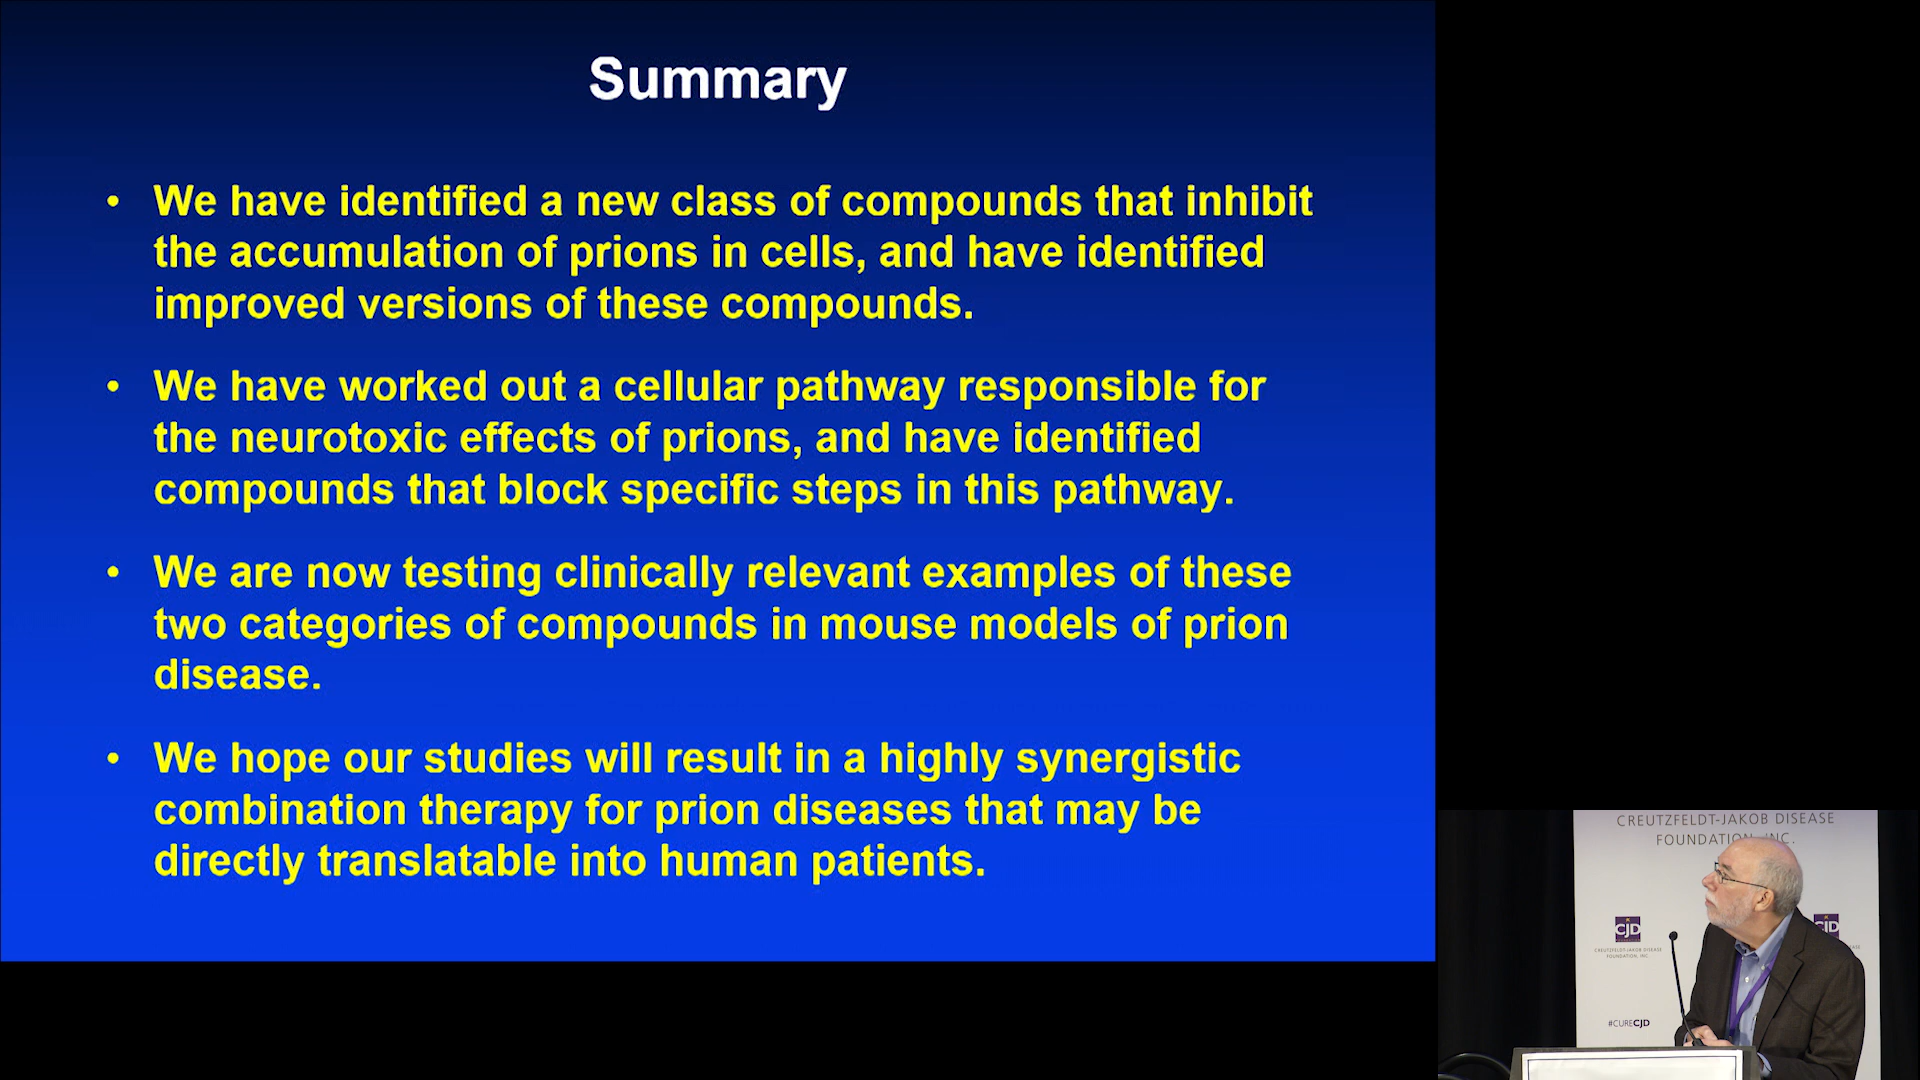 Summary
• We have identified a new class of compounds that inhibit
the accumulation of prions in cells, and have identified
improved versions of these compounds.
• We have worked out a cellular pathway responsible for
the neurotoxic effects of prions, and have identified
compounds that block specific steps in this pathway.
• We are now testing clinically relevant examples of these
two categories of compounds in mouse models of prion
disease.
• We hope our studies will result in a highly synergistic
combination therapy for prion diseases that may be
directly translatable into human patients.
CREUTZFELDT-JAKOB DISEASE
FOUNDATION, INC.
CJD
CREUTZFELDT-JAKOB DISEASE
FOUNDATION, INC.
CJD
#CURECJD